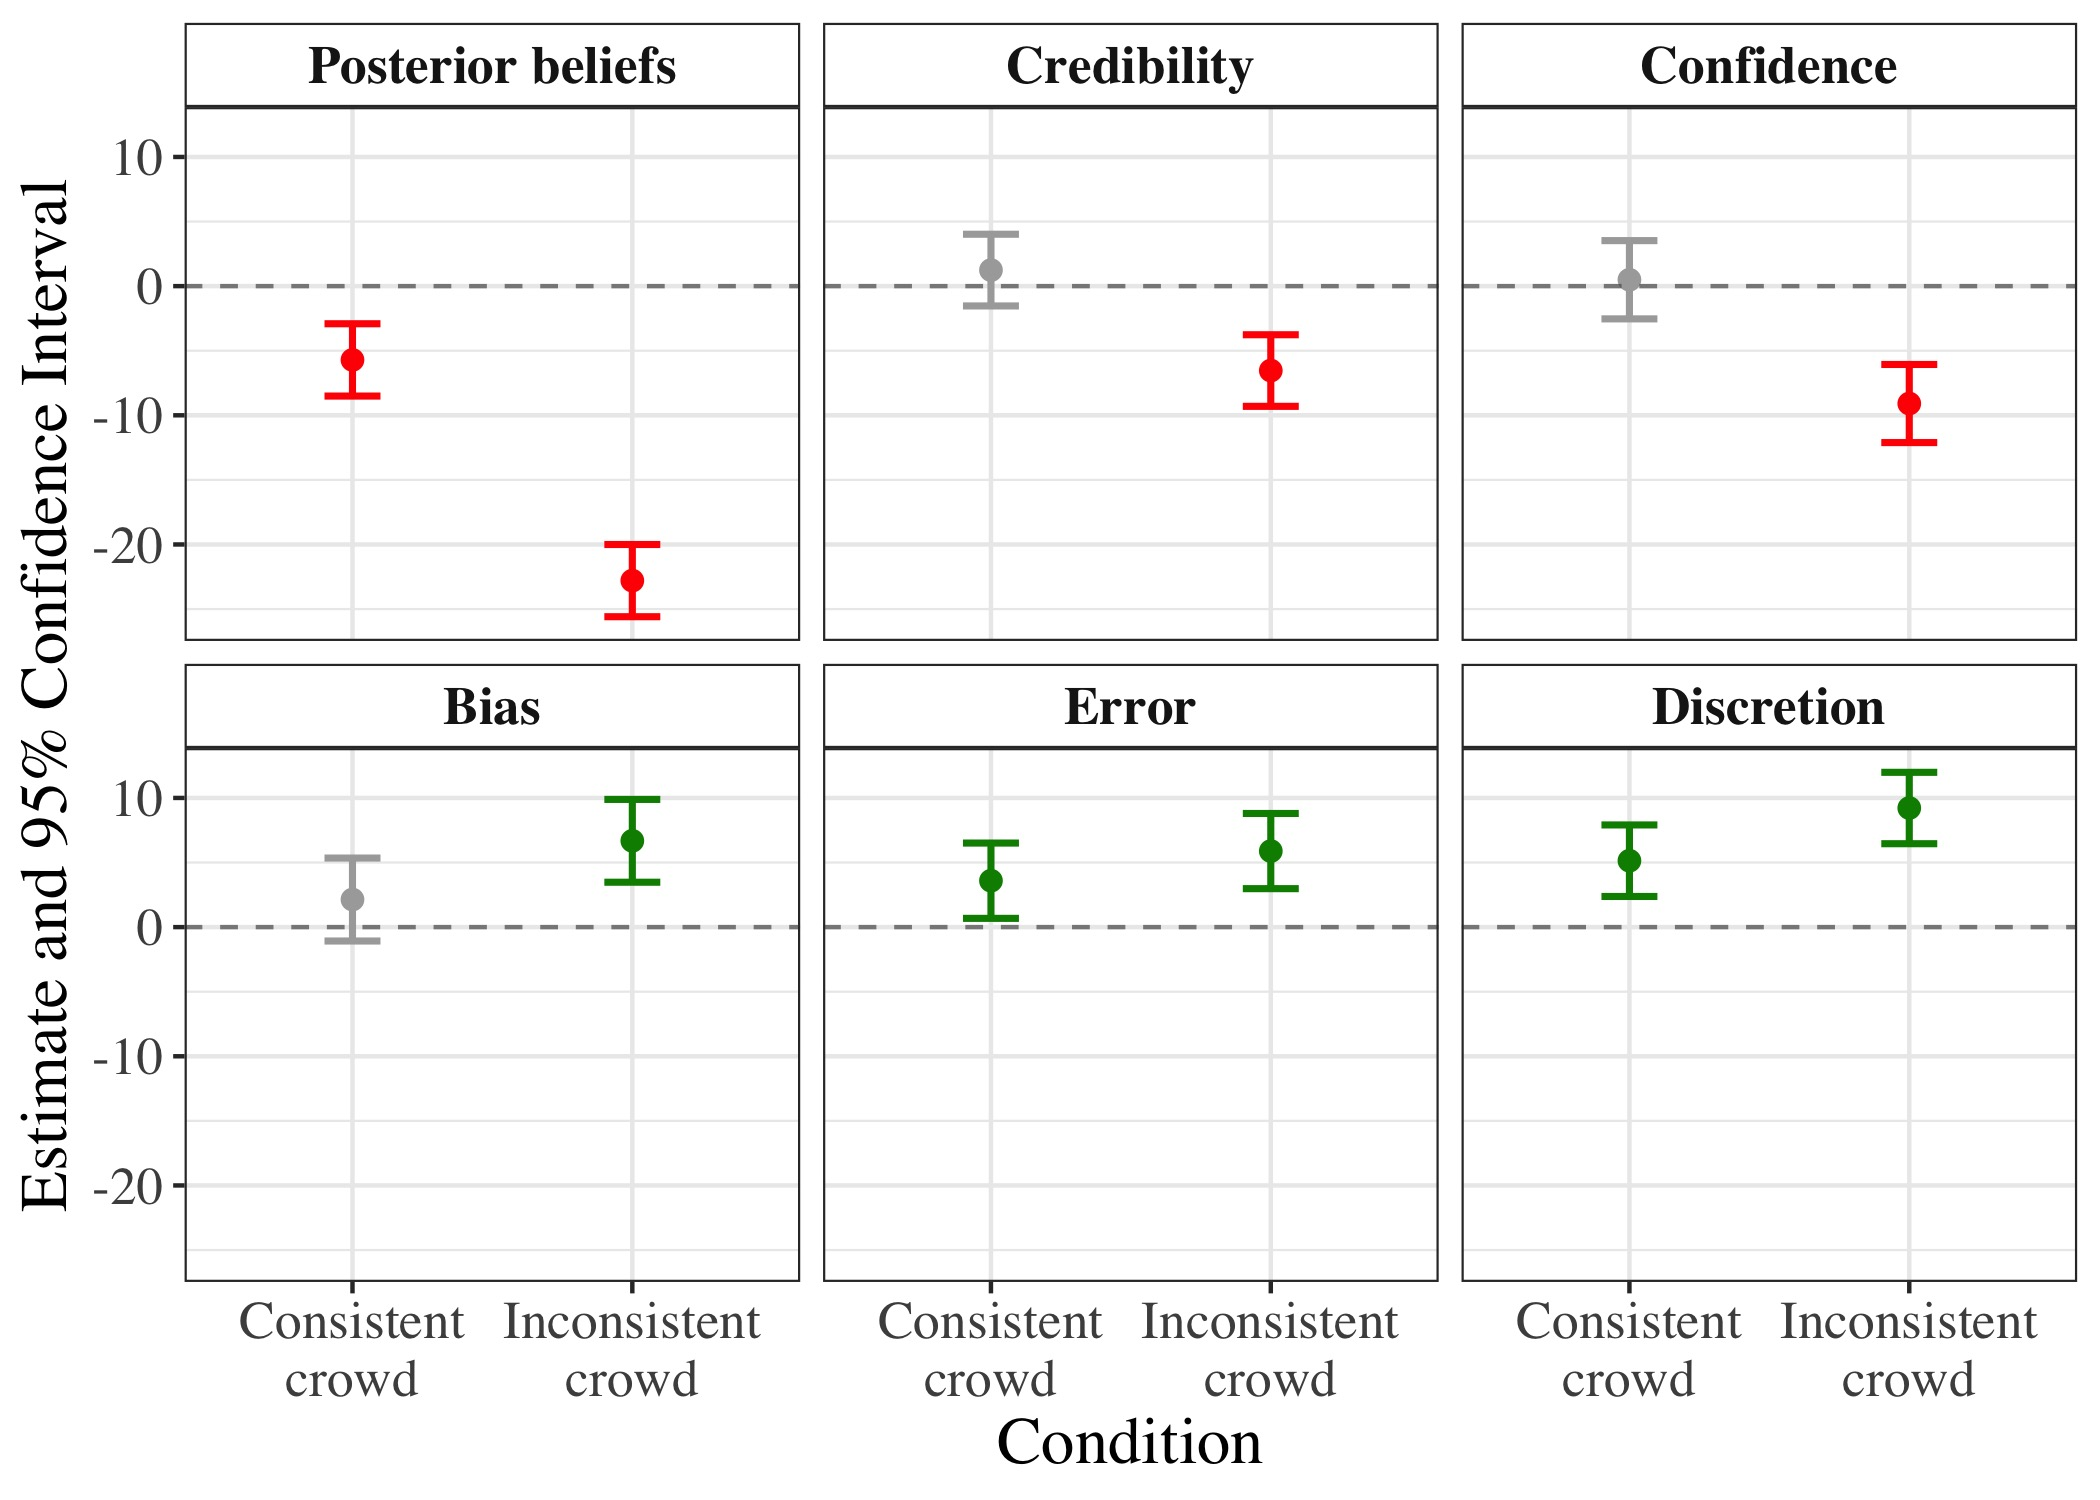 Estimate and 95% Confidence Interval
Posterior beliefs
Credibility
Confidence
10
0
-10
-20
Bias
Error
Discretion
10
0
-10
-20
Consistent
crowd
Inconsistent
crowd
Consistent
crowd
Inconsistent
crowd
Consistent
crowd
Inconsistent
crowd
Condition